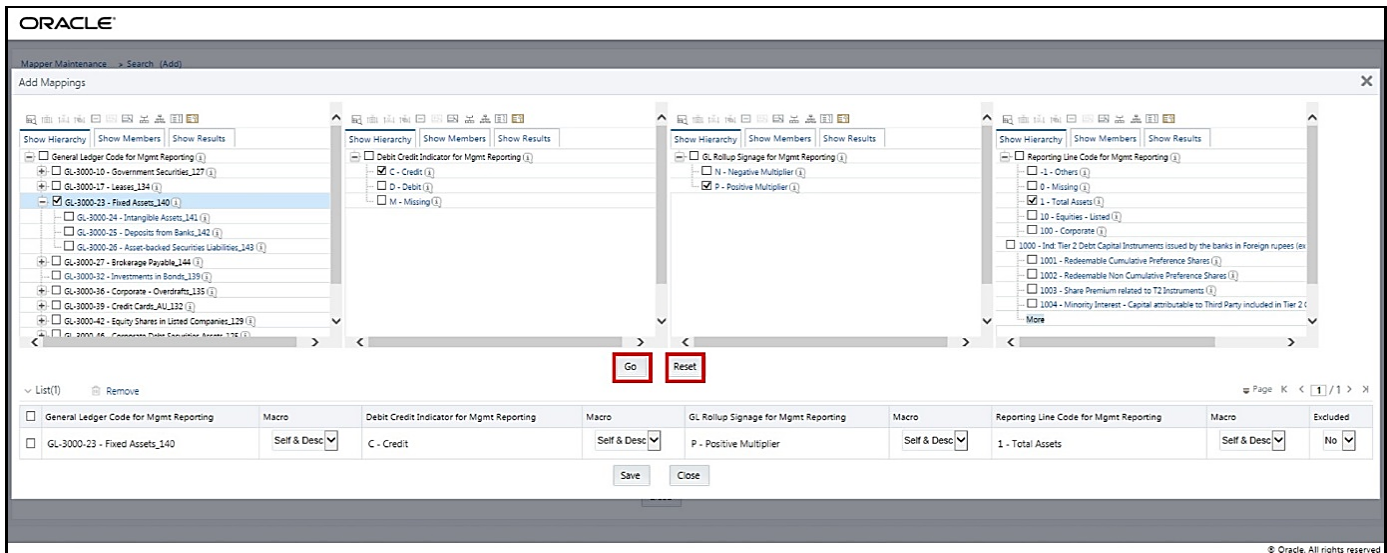 ORACLE
Mapper Maintenance > Search (Add)
Add Mappings
Show Hierarchy Show Members Show Results
General Ledger Code for Mgmt Reporting
GL-3000-10 - Government Securities_127
GL-3000-17 - Leases_134
GL-3000-23 - Fixed Assets_140
GL-3000-24 - Intangible Assets_141
GL-3000-25 - Deposits from Banks_142
GL-3000-26 - Asset-backed Securities Liabilities_143
GL-3000-27 - Brokerage Payable_144
GL-3000-32 - Investments in Bonds_139
GL-3000-36 - Corporate - Overdrafts_135
GL-3000-39 - Credit Cards_AU_132
GL-3000-42 - Equity Shares in Listed Companies_129
GL-3000-46 - Corporate Debt Securities Assets_125
Show Hierarchy Show Members Show Results
Debit Credit Indicator for Mgmt Reporting
C - Credit
D - Debit
M - Missing
Show Hierarchy Show Members Show Results
GL Rollup Signage for Mgmt Reporting
N - Negative Multiplier
P - Positive Multiplier
Show Hierarchy Show Members Show Results
Reporting Line Code for Mgmt Reporting
-1 - Others
0 - Missing
1 - Total Assets
10 - Equities - Listed
100 - Corporate
1000 - Ind: Tier 2 Debt Capital Instruments issued by the banks in Foreign rupees (ex
1001 - Redeemable Cumulative Preference Shares
1002 - Redeemable Non Cumulative Preference Shares
1003 - Share Premium related to T2 Instruments
1004 - Minority Interest - Capital attributable to Third Party included in Tier 2 C
More
Go Reset
List(1) Remove Page 1 / 1
General Ledger Code for Mgmt Reporting Macro Debit Credit Indicator for Mgmt Reporting Macro GL Rollup Signage for Mgmt Reporting Macro Reporting Line Code for Mgmt Reporting Macro Excluded
GL-3000-23 - Fixed Assets_140 Self & Desc C - Credit Self & Desc P - Positive Multiplier Self & Desc 1 - Total Assets Self & Desc No
Save Close
© Oracle. All rights reserved